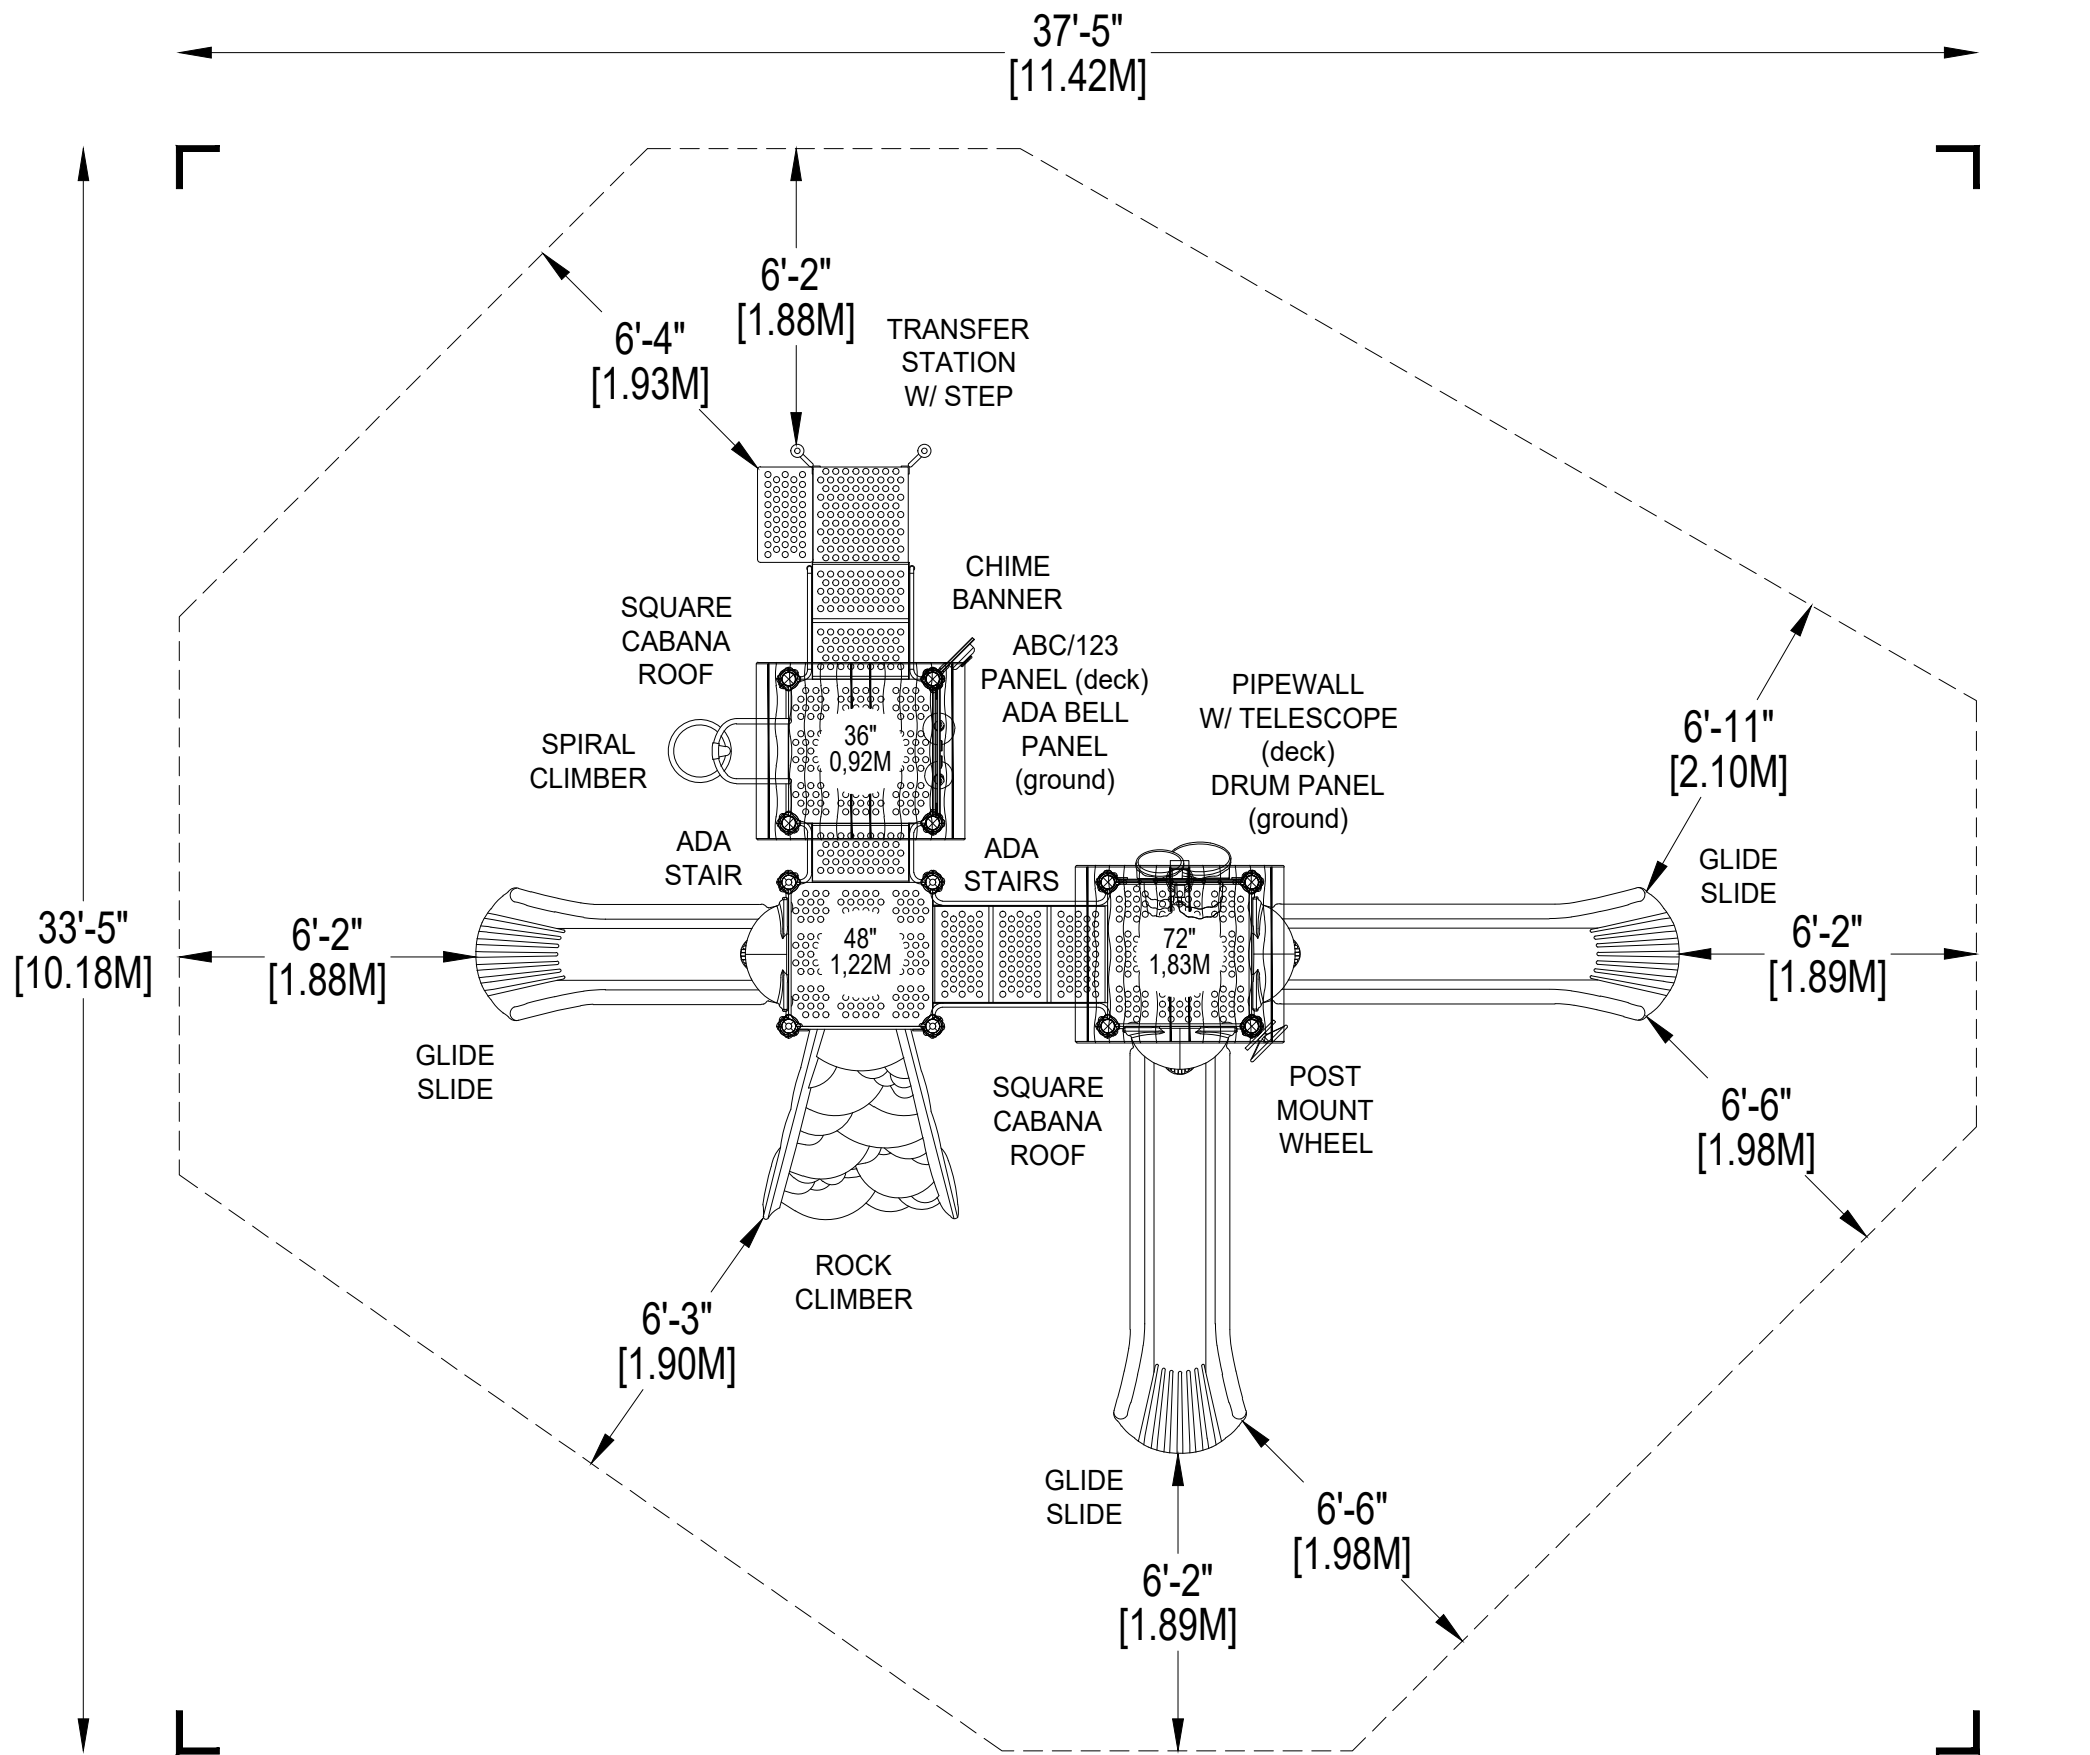 37'-5"
[11.42M]
6'-2"
[1.88M]
6'-4"
[1.93M]
TRANSFER
STATION
W/ STEP
CHIME
BANNER
SQUARE
CABANA
ROOF
ABC/123
PANEL (deck)
ADA BELL
PANEL
(ground)
PIPEWALL
W/ TELESCOPE
(deck)
DRUM PANEL
(ground)
6'-11"
[2.10M]
SPIRAL
CLIMBER
36"
0,92M
ADA
STAIR
ADA
STAIRS
GLIDE
SLIDE
33'-5"
[10.18M]
6'-2"
[1.88M]
48"
1,22M
72"
1,83M
6'-2"
[1.89M]
GLIDE
SLIDE
SQUARE
CABANA
ROOF
POST
MOUNT
WHEEL
6'-6"
[1.98M]
ROCK
CLIMBER
6'-3"
[1.90M]
GLIDE
SLIDE
6'-6"
[1.98M]
6'-2"
[1.89M]